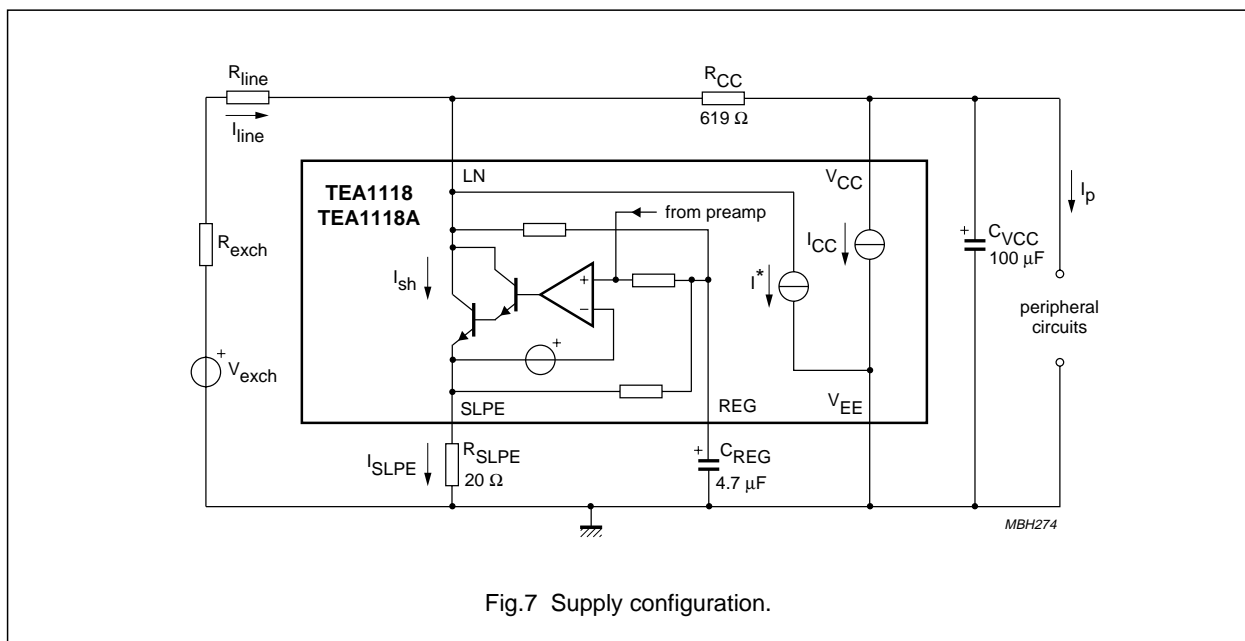 R_line
I_line
R_CC
619 Ω
LN
V_CC
TEA1118
TEA1118A
from preamp
I_p
R_exch
I_sh
+
−
I_CC
I*
+
C_VCC
100 µF
peripheral
circuits
+
V_exch
+
SLPE
REG
V_EE
I_SLPE
R_SLPE
20 Ω
+
C_REG
4.7 µF
MBH274
Fig.7 Supply configuration.